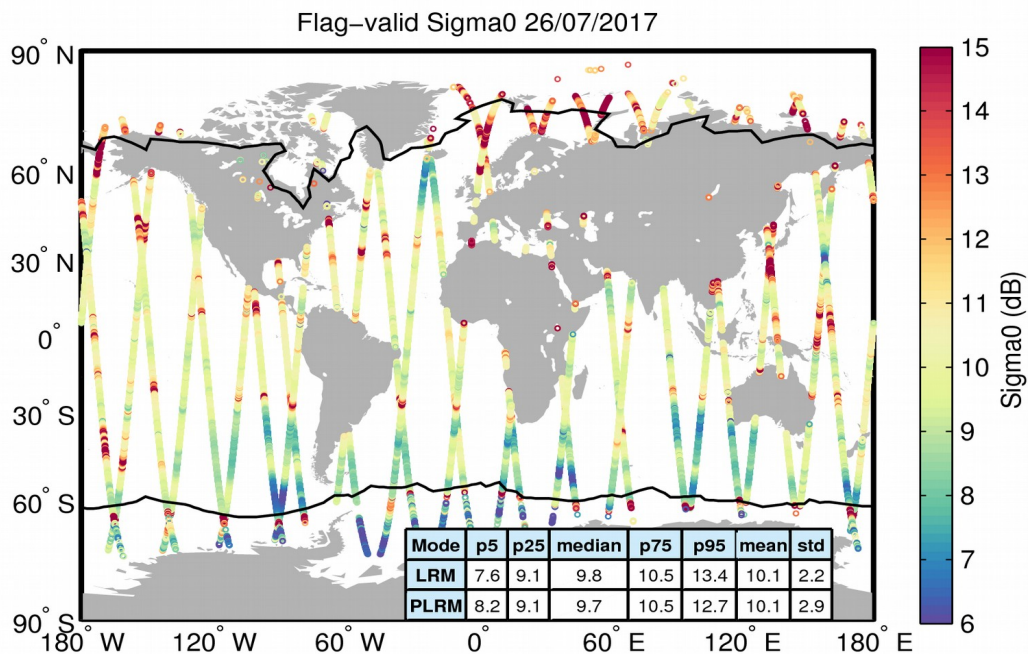 Flag-valid Sigma0 26/07/2017
90° N
60° N
30° N
0°
30° S
60° S
90° S
180° W
120° W
60° W
0°
60° E
120° E
180° E
15
14
13
12
11
10
9
8
7
6
Sigma0 (dB)
Mode p5 p25 median p75 p95 mean std
LRM 7.6 9.1 9.8 10.5 13.4 10.1 2.2
PLRM 8.2 9.1 9.7 10.5 12.7 10.1 2.9